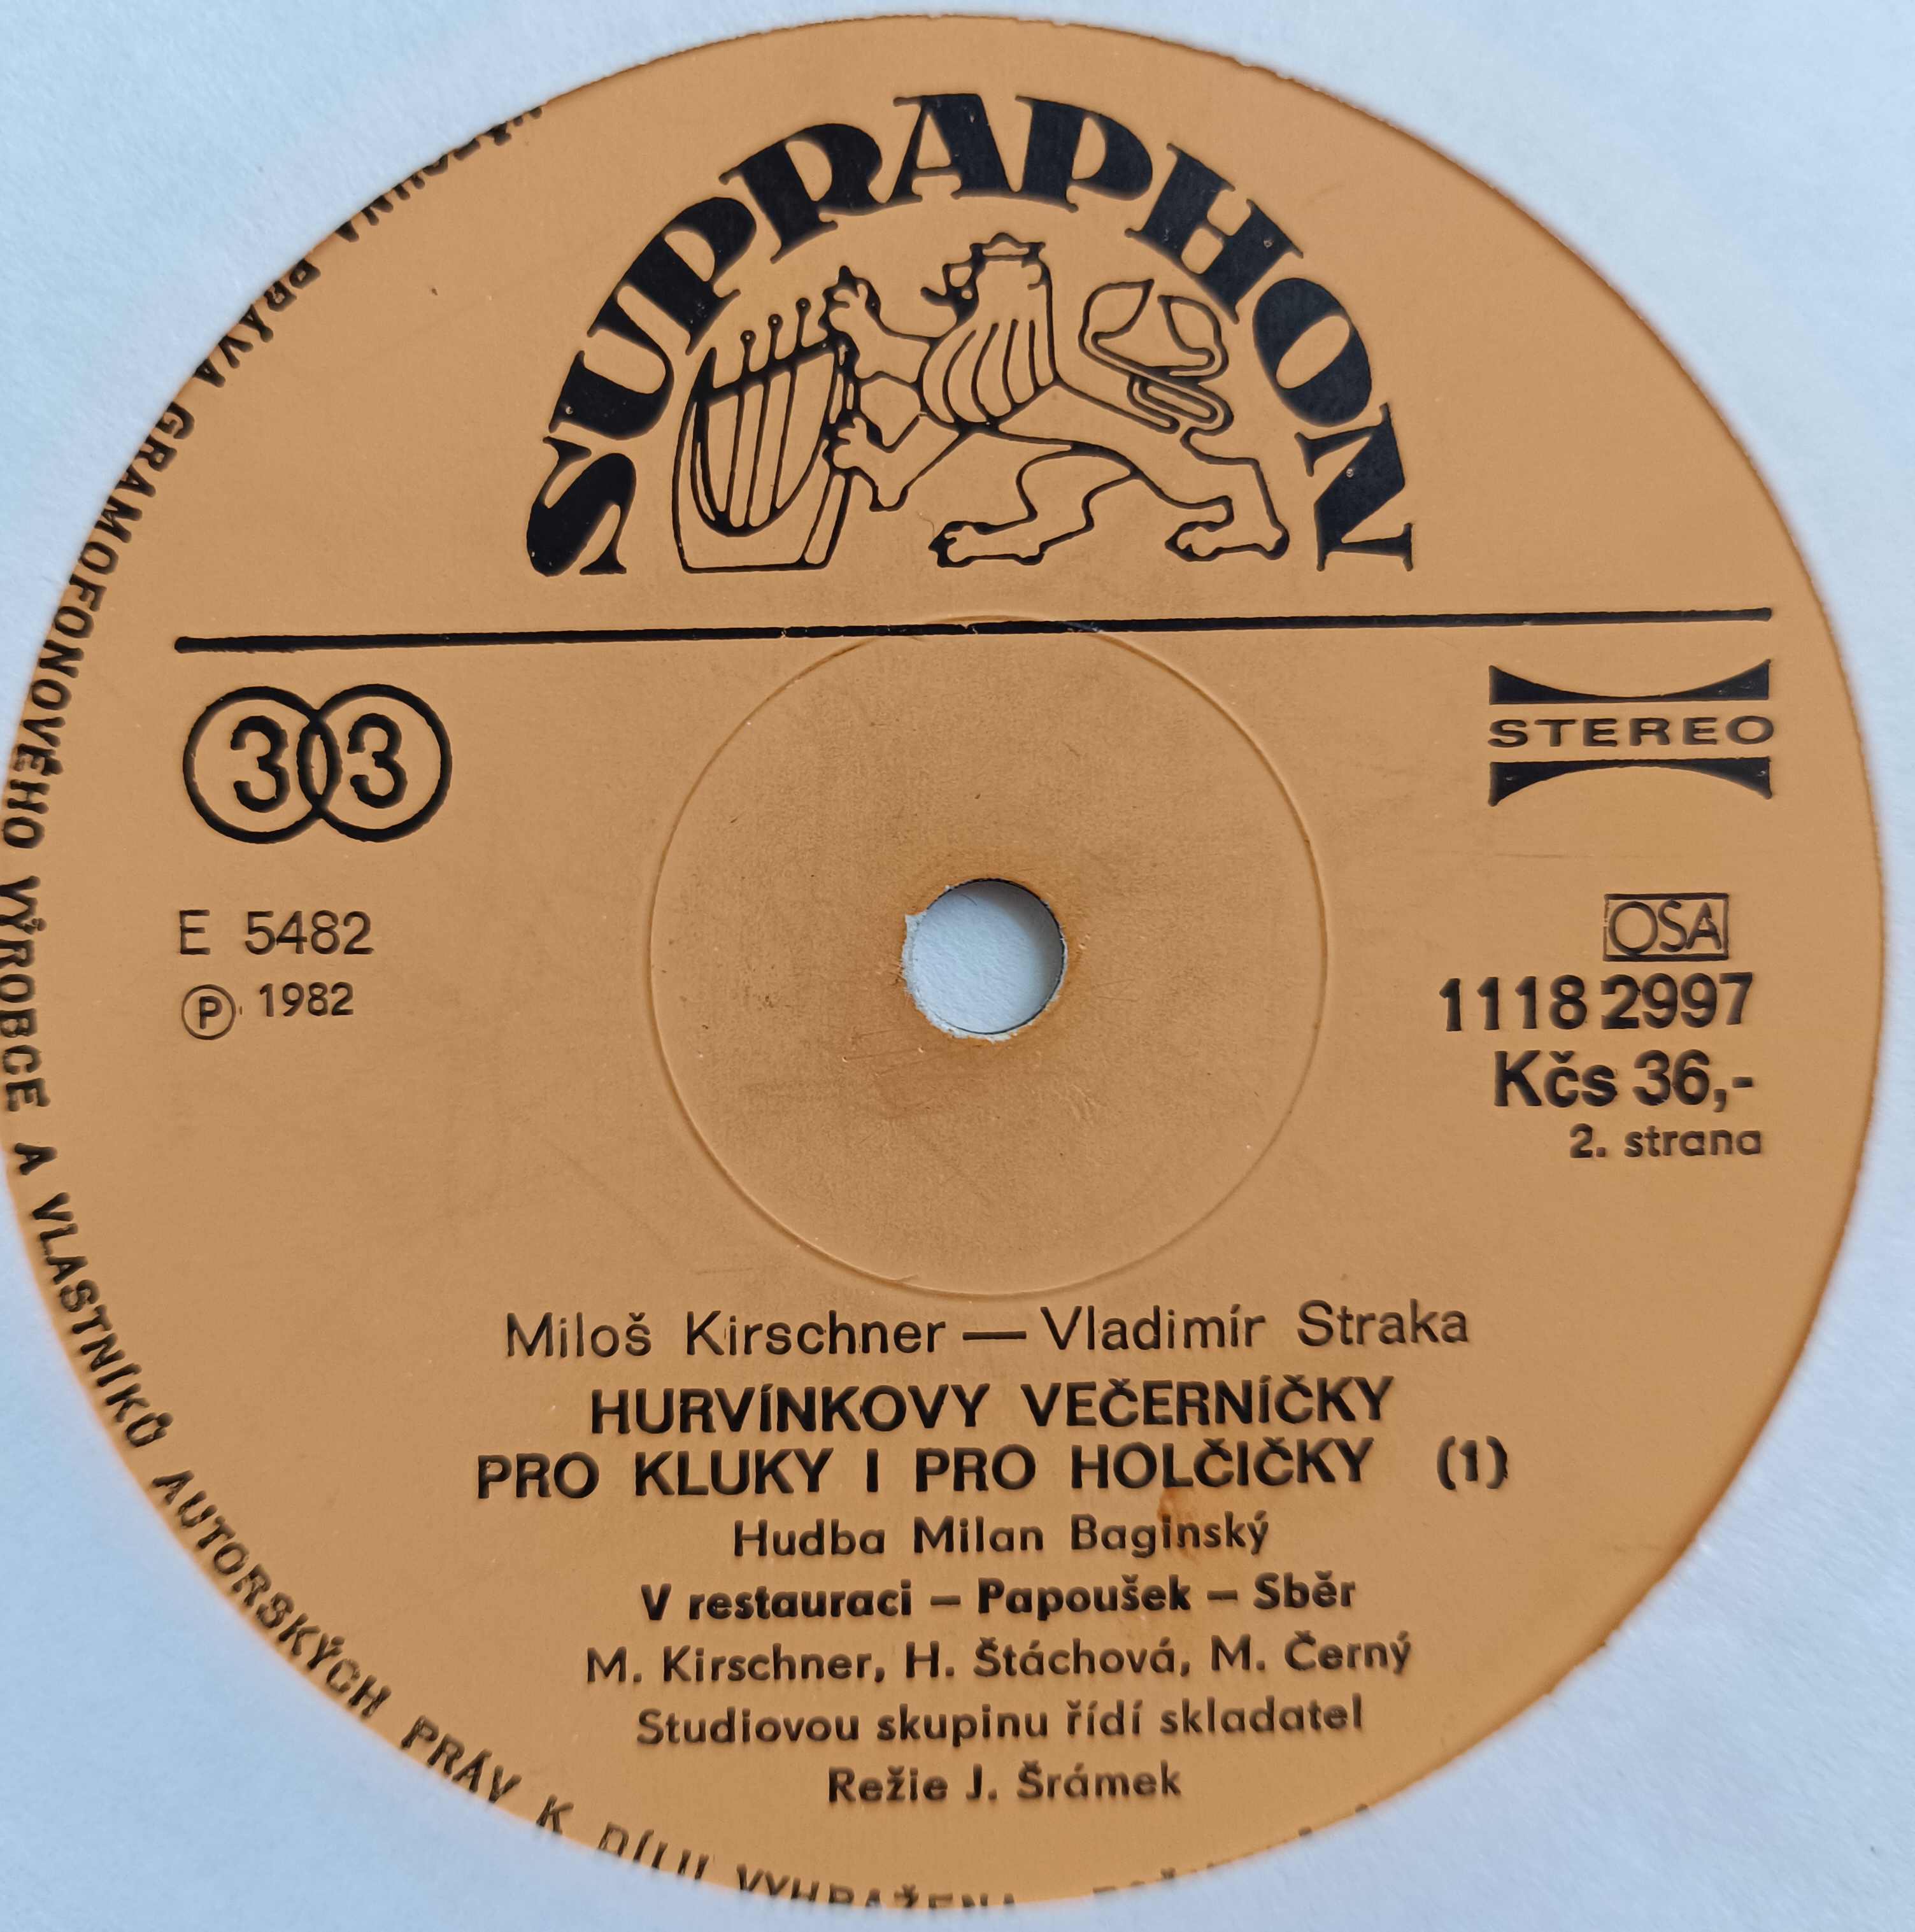 SUPRAPHON
33
STEREO
E 5482
Ⓟ 1982
OSA
1118 2997
Kčs 36,-
2. strana
Miloš Kirschner — Vladimír Straka
HURVÍNKOVY VEČERNÍČKY
PRO KLUKY I PRO HOLČIČKY (1)
Hudba Milan Baginský
V restauraci – Papoušek – Sběr
M. Kirschner, H. Štáchová, M. Černý
Studiovou skupinu řídí skladatel
Režie J. Šrámek
PRÁVA GRAMOFONOVÉHO VÝROBCE A VLASTNÍKŮ AUTORSKÝCH PRÁV K DÍLU VYHRAŽENA